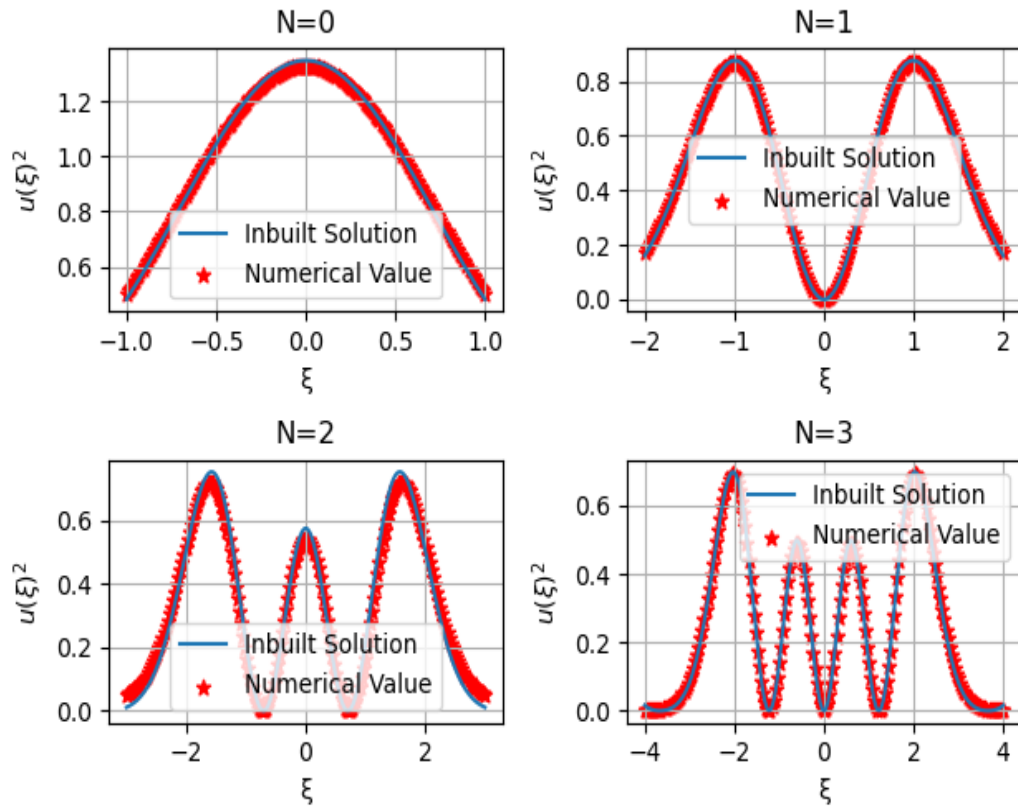 N=0
1.2
1.0
0.8
0.6
u(ξ)²
Inbuilt Solution
Numerical Value
−1.0 −0.5 0.0 0.5 1.0
ξ
N=1
0.8
0.6
0.4
0.2
0.0
u(ξ)²
Inbuilt Solution
Numerical Value
−2 −1 0 1 2
ξ
N=2
0.6
0.4
0.2
0.0
u(ξ)²
Inbuilt Solution
Numerical Value
−2 0 2
ξ
N=3
0.6
0.4
0.2
0.0
u(ξ)²
Inbuilt Solution
Numerical Value
−4 −2 0 2 4
ξ